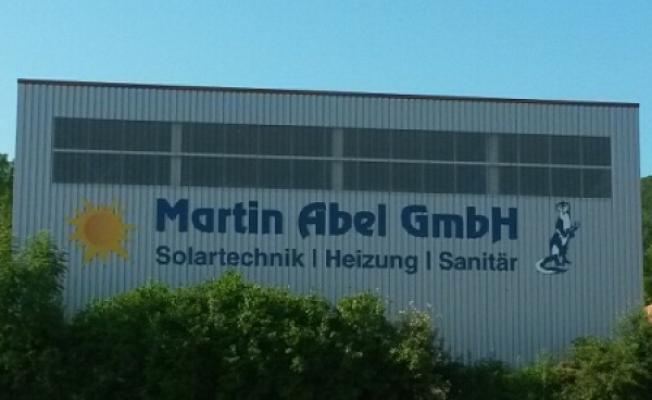 Martin Abel GmbH
Solartechnik | Heizung | Sanitär